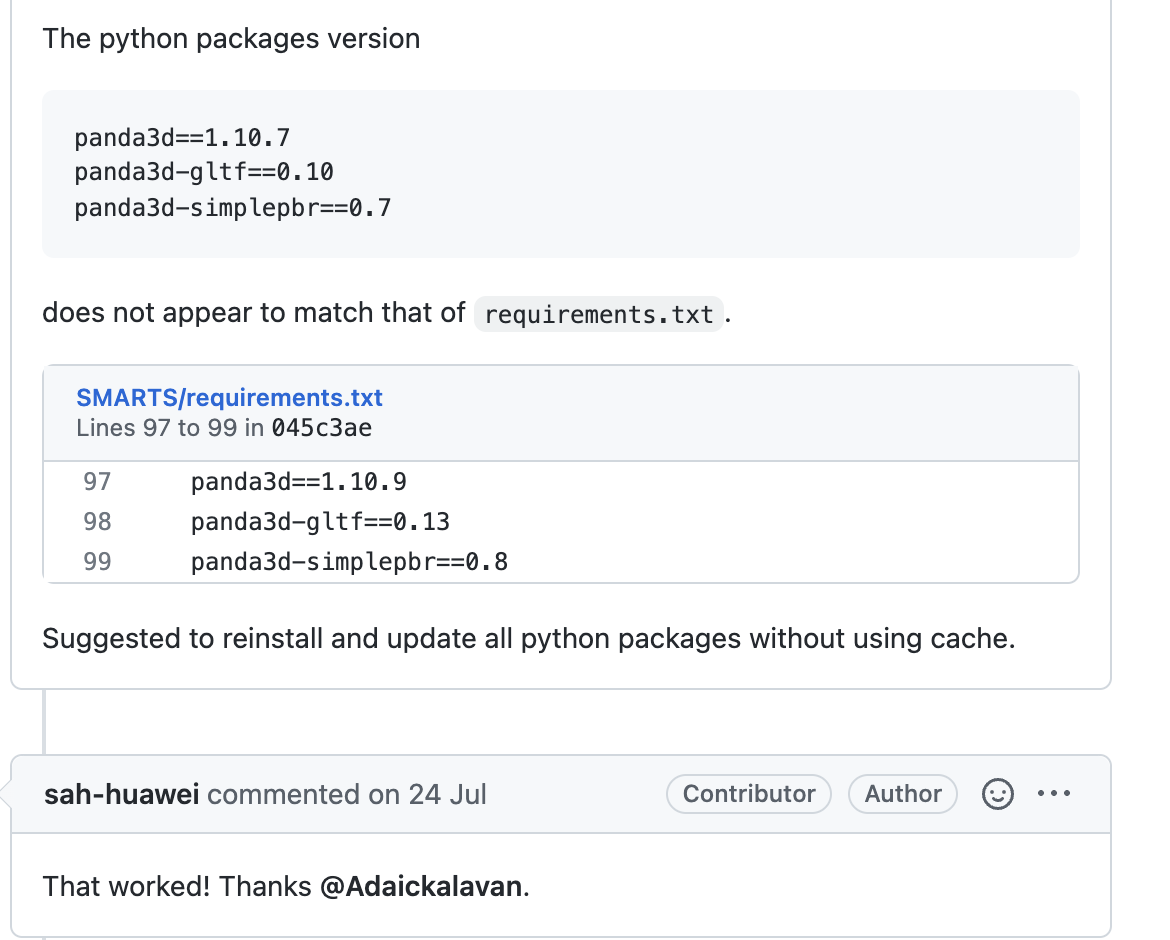 The python packages version
panda3d==1.10.7
panda3d-gltf==0.10
panda3d-simplepbr==0.7
does not appear to match that of requirements.txt.
SMARTS/requirements.txt
Lines 97 to 99 in 045c3ae
97 panda3d==1.10.9
98 panda3d-gltf==0.13
99 panda3d-simplepbr==0.8
Suggested to reinstall and update all python packages without using cache.
sah-huawei commented on 24 Jul Contributor Author
That worked! Thanks @Adaickalavan.